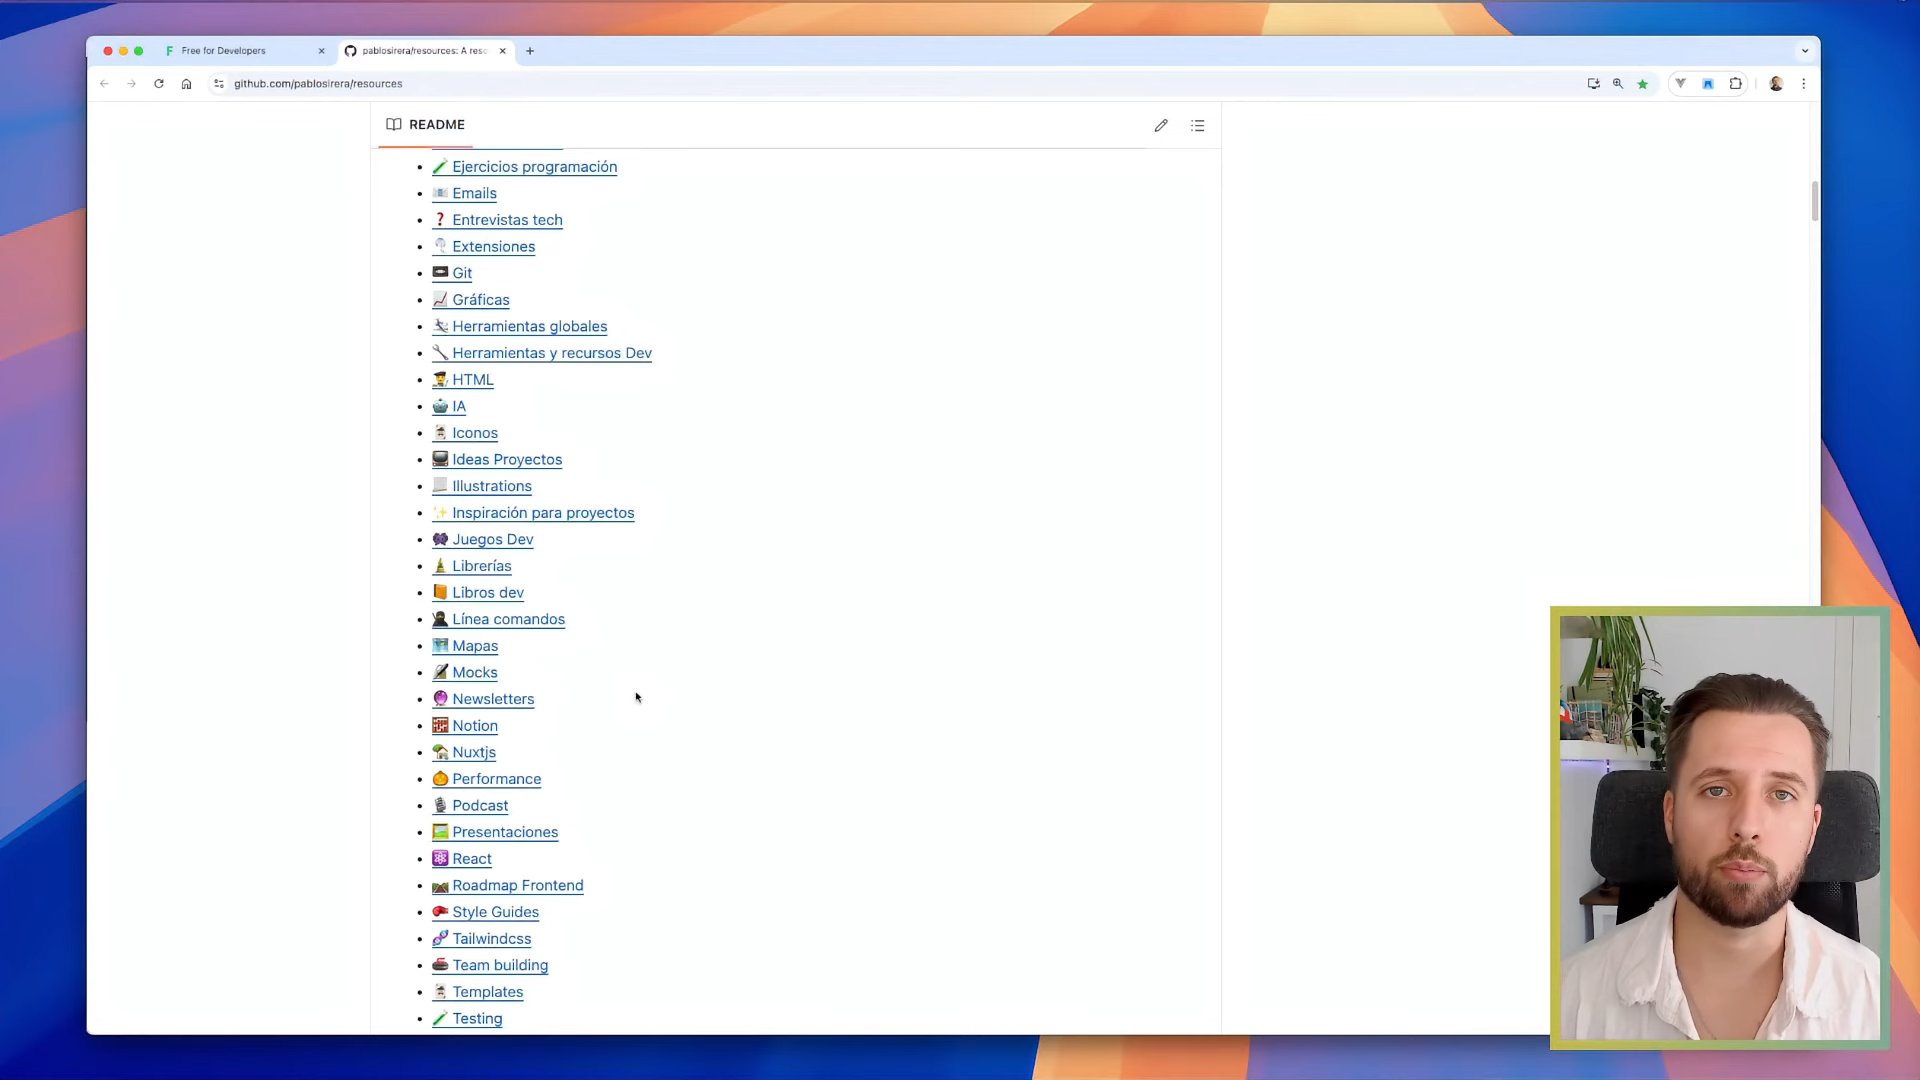 Free for Developers
pablosirera/resources: A reso
github.com/pablosirera/resources
README
Ejercicios programación
Emails
Entrevistas tech
Extensiones
Git
Gráficas
Herramientas globales
Herramientas y recursos Dev
HTML
IA
Iconos
Ideas Proyectos
Illustrations
Inspiración para proyectos
Juegos Dev
Librerías
Libros dev
Línea comandos
Mapas
Mocks
Newsletters
Notion
Nuxtjs
Performance
Podcast
Presentaciones
React
Roadmap Frontend
Style Guides
Tailwindcss
Team building
Templates
Testing